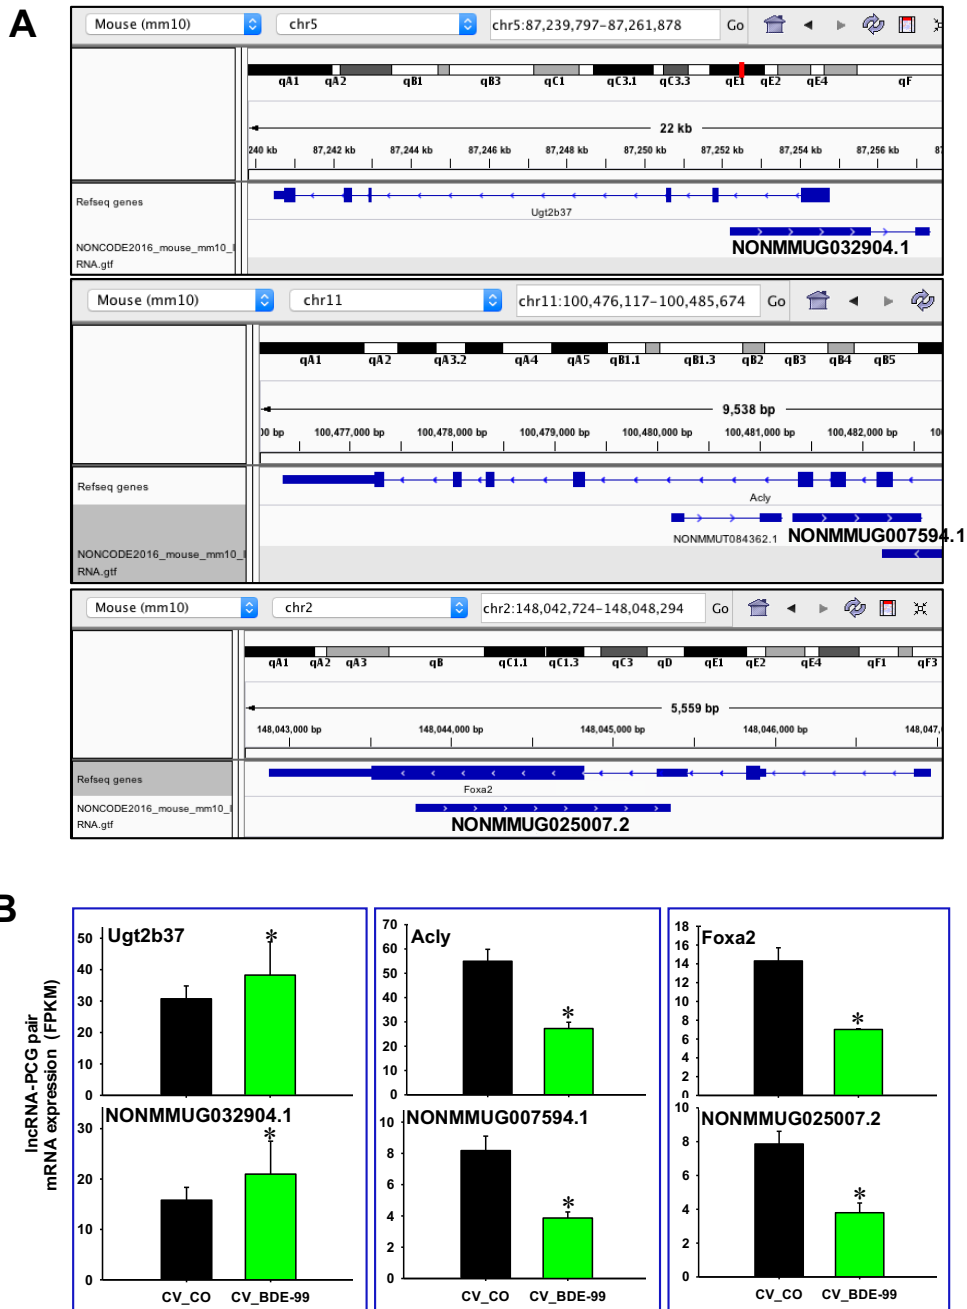 A
Mouse (mm10) chr5 chr5:87,239,797-87,261,878 Go
qA1 qA2 qB1 qB3 qC1 qC3.1 qC3.3 qE1 qE2 qE4 qF
22 kb
240 kb 87,242 kb 87,244 kb 87,246 kb 87,248 kb 87,250 kb 87,252 kb 87,254 kb 87,256 kb 87
Refseq genes
Ugt2b37
NONCODE2016_mouse_mm10_l
RNA.gtf
NONMMUG032904.1
Mouse (mm10) chr11 chr11:100,476,117-100,485,674 Go
qA1 qA2 qA3.2 qA4 qA5 qB1.1 qB1.3 qB2 qB3 qB4 qB5
9,538 bp
00 bp 100,477,000 bp 100,478,000 bp 100,479,000 bp 100,480,000 bp 100,481,000 bp 100,482,000 bp 10
Refseq genes
Acly
NONMMUT084362.1 NONMMUG007594.1
NONCODE2016_mouse_mm10_l
RNA.gtf
Mouse (mm10) chr2 chr2:148,042,724-148,048,294 Go
qA1 qA2 qA3 qB qC1.1 qC1.3 qC3 qD qE1 qE2 qE4 qF1 qF3
5,559 bp
148,043,000 bp 148,044,000 bp 148,045,000 bp 148,046,000 bp 148,047,
Refseq genes
Foxa2
NONCODE2016_mouse_mm10_l
RNA.gtf
NONMMUG025007.2
B
lncRNA-PCG pair
mRNA expression (FPKM)
Ugt2b37
50
40
30
20
10
0
*
NONMMUG032904.1
30
20
10
0
*
CV_CO CV_BDE-99
Acly
70
60
50
40
30
20
10
0
*
NONMMUG007594.1
10
8
6
4
2
0
*
CV_CO CV_BDE-99
Foxa2
18
16
14
12
10
8
6
4
2
0
*
NONMMUG025007.2
10
8
6
4
2
0
*
CV_CO CV_BDE-99